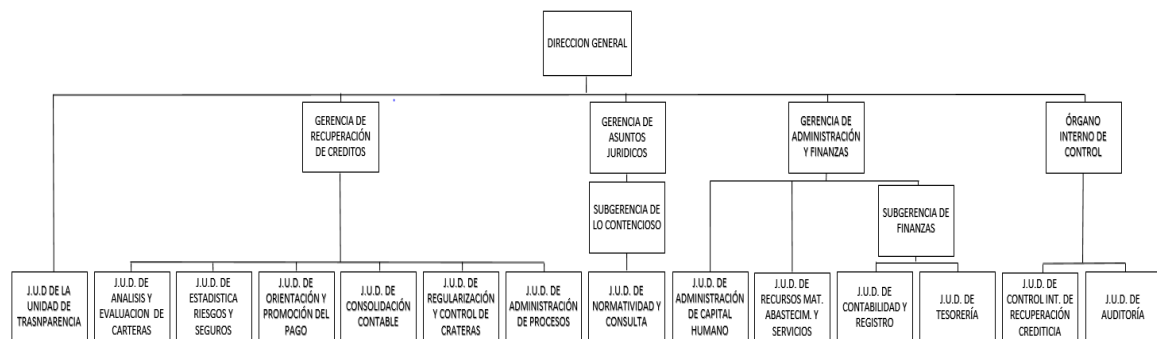 DIRECCION GENERAL
GERENCIA DE
RECUPERACIÓN
DE CREDITOS
GERENCIA DE
ASUNTOS
JURIDICOS
GERENCIA DE
ADMINISTRACIÓN
Y FINANZAS
ÓRGANO
INTERNO DE
CONTROL
SUBGERENCIA DE
LO CONTENCIOSO
SUBGERENCIA DE
FINANZAS
J.U.D DE LA
UNIDAD DE
TRASNPARENCIA
J.U.D. DE
ANALISIS Y
EVALUACION DE
CARTERAS
J.U.D. DE
ESTADISTICA
RIESGOS Y
SEGUROS
J.U.D. DE
ORIENTACIÓN Y
PROMOCIÓN DEL
PAGO
J.U.D. DE
CONSOLIDACIÓN
CONTABLE
J.U.D. DE
REGULARIZACIÓN
Y CONTROL DE
CRATERAS
J.U.D. DE
ADMINISTRACIÓN
DE PROCESOS
J.U.D. DE
NORMATIVIDAD Y
CONSULTA
J.U.D. DE
ADMINISTRACIÓN
DE CAPITAL
HUMANO
J.U.D. DE
RECURSOS MAT.
ABASTECIM. Y
SERVICIOS
J.U.D. DE
CONTABILIDAD Y
REGISTRO
J.U.D. DE
TESORERÍA
J.U.D. DE
CONTROL INT. DE
RECUPERACIÓN
CREDITICIA
J.U.D. DE
AUDITORÍA